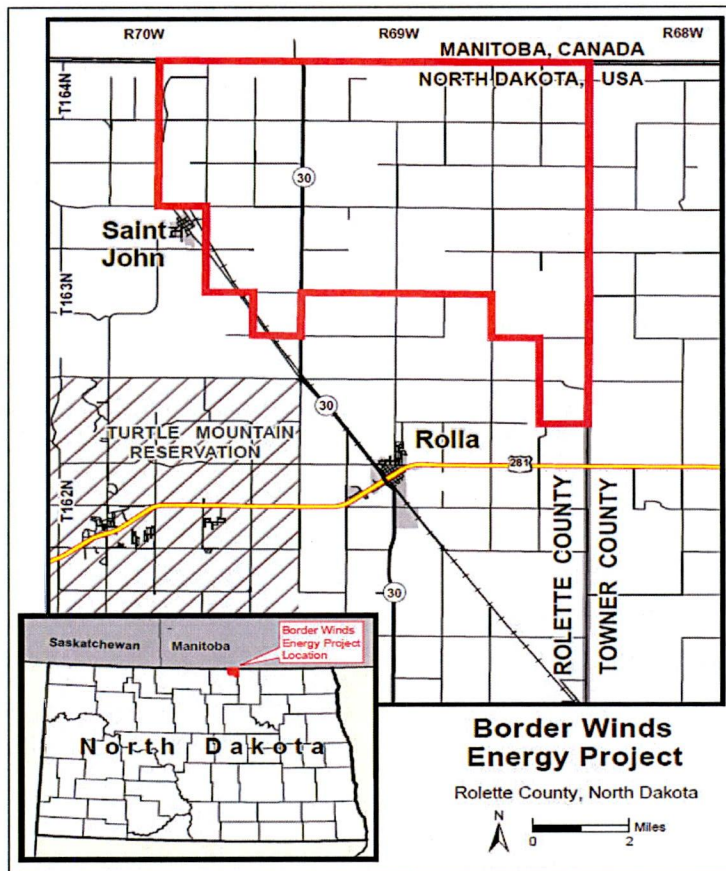 R70W
R69W
R68W
MANITOBA, CANADA
NORTH DAKOTA, USA
T164N
30
Saint
John
T163N
30
TURTLE MOUNTAIN
RESERVATION
Rolla
281
T162N
30
ROLETTE COUNTY
TOWNER COUNTY
Saskatchewan
Manitoba
Border Winds
Energy Project
Location
North Dakota
Border Winds
Energy Project
Rolette County, North Dakota
N
0
2
Miles